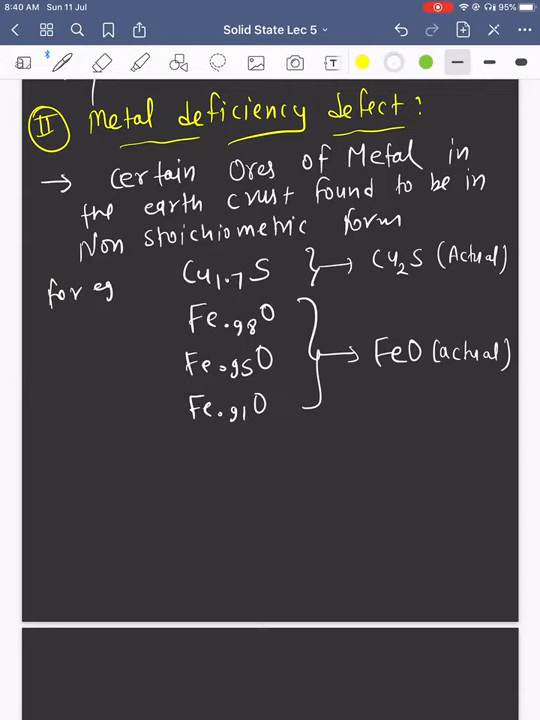 8:40 AM Sun 11 Jul 95%
Solid State Lec 5
T
II Metal deficiency defect :
→ Certain Ores of Metal in
the earth crust found to be in
Non stoichiometric form
for eg Cu1.7 S → Cu2S (Actual)
Fe.98O
Fe.95O → FeO (actual)
Fe.91O